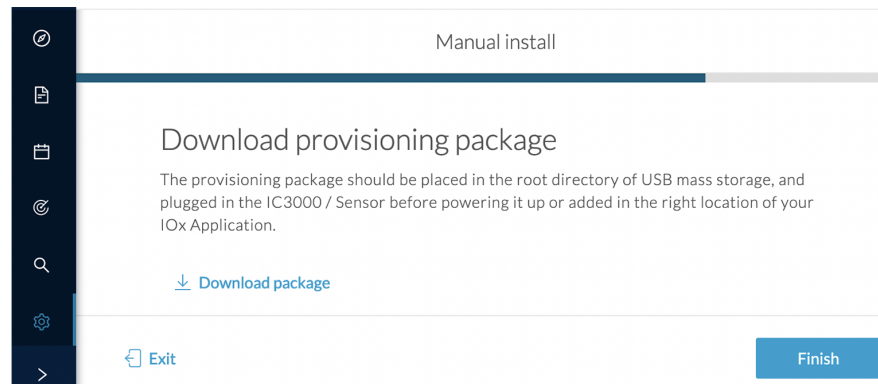 Manual install
Download provisioning package
The provisioning package should be placed in the root directory of USB mass storage, and
plugged in the IC3000 / Sensor before powering it up or added in the right location of your
IOx Application.
Download package
Exit
Finish